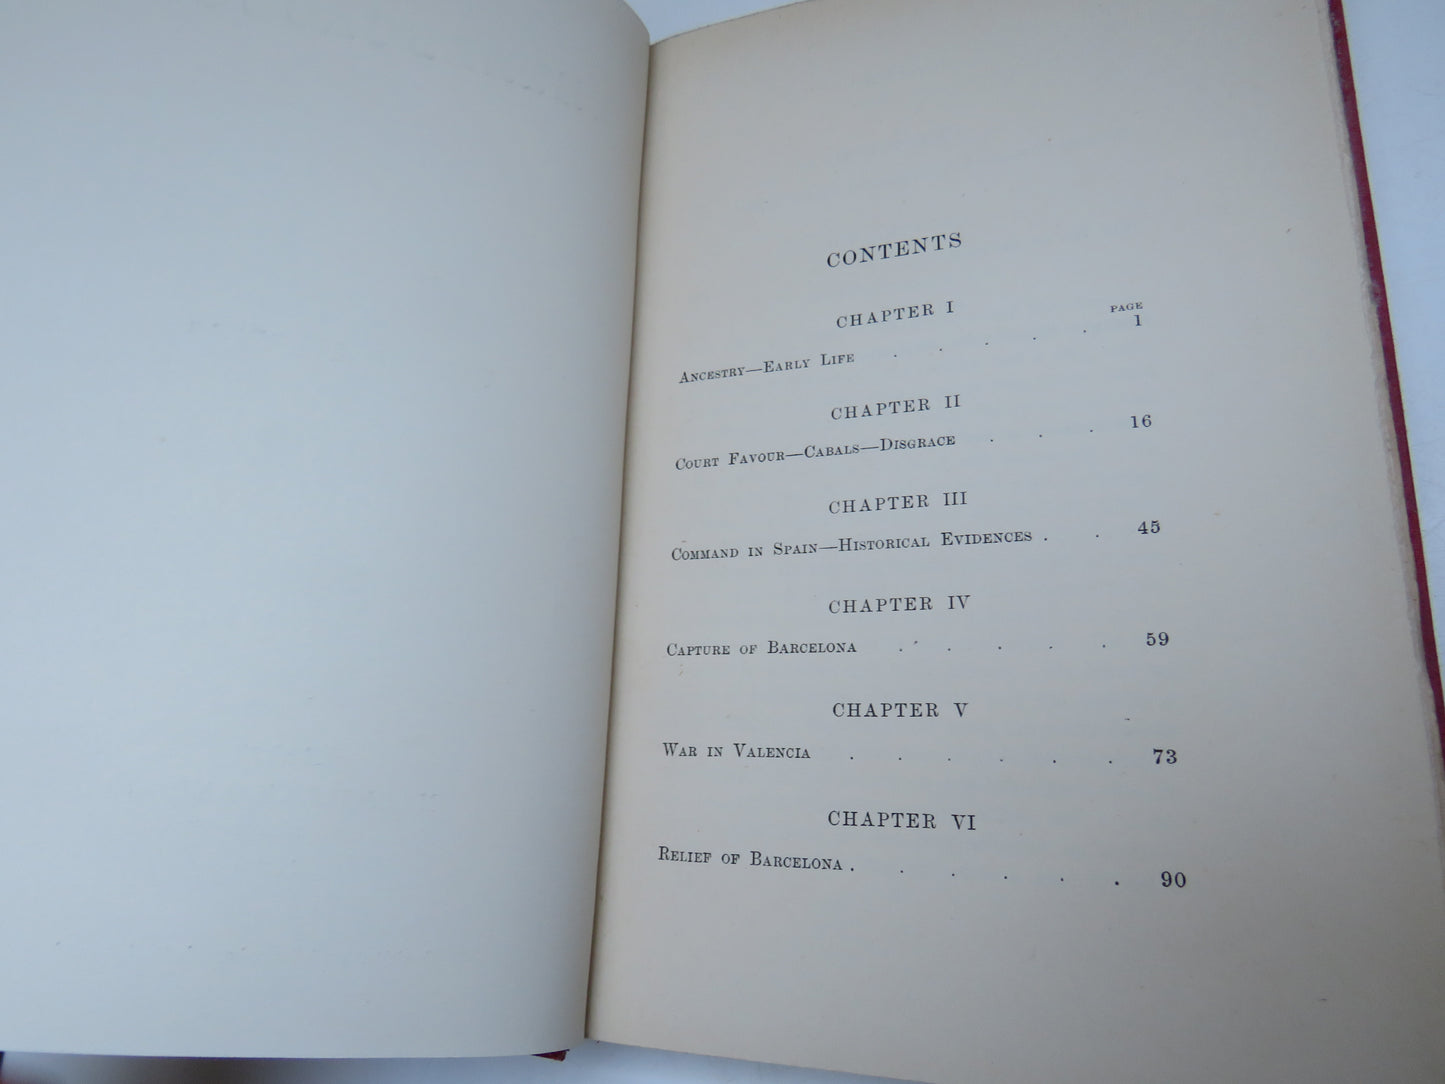 CONTENTS
CHAPTER I
PAGE
ANCESTRY—EARLY LIFE . . . . . 1
CHAPTER II
COURT FAVOUR—CABALS—DISGRACE . . . 16
CHAPTER III
COMMAND IN SPAIN—HISTORICAL EVIDENCES . . 45
CHAPTER IV
CAPTURE OF BARCELONA . . . . . 59
CHAPTER V
WAR IN VALENCIA . . . . . . 73
CHAPTER VI
RELIEF OF BARCELONA . . . . . . 90